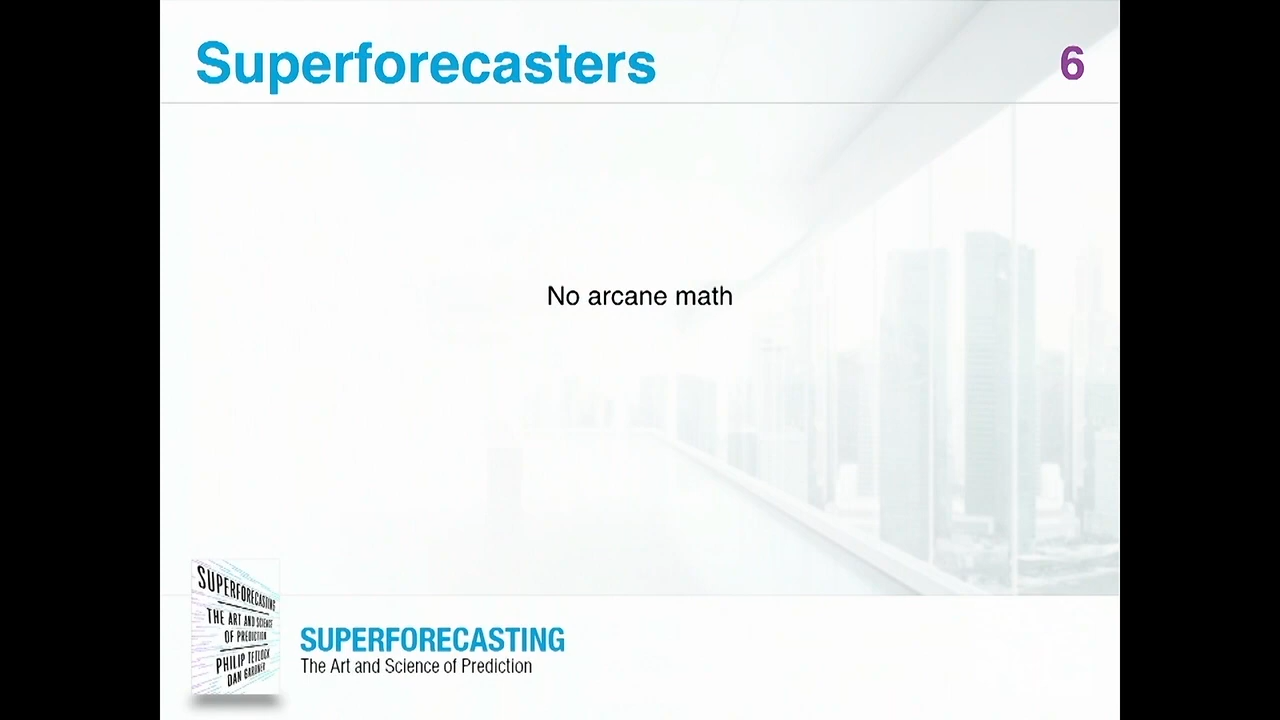 Superforecasters
6
No arcane math
SUPERFORECASTING
THE ART AND SCIENCE
OF PREDICTION
PHILIP TETLOCK
DAN GARDNER
SUPERFORECASTING
The Art and Science of Prediction